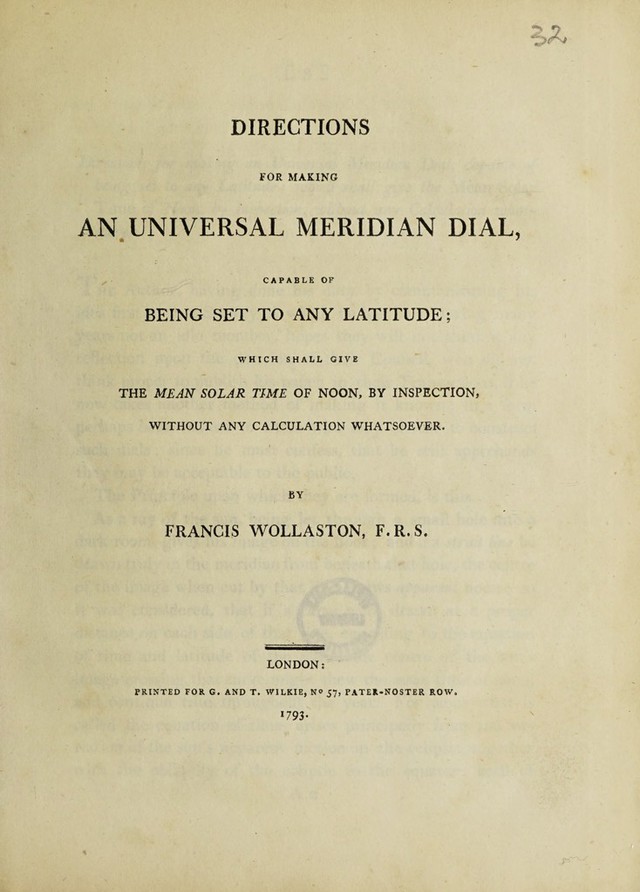 32
DIRECTIONS
FOR MAKING
AN UNIVERSAL MERIDIAN DIAL,
CAPABLE OF
BEING SET TO ANY LATITUDE;
WHICH SHALL GIVE
THE MEAN SOLAR TIME OF NOON, BY INSPECTION,
WITHOUT ANY CALCULATION WHATSOEVER.
BY
FRANCIS WOLLASTON, F.R.S.
LONDON:
PRINTED FOR G. AND T. WILKIE, Nº 57, PATER-NOSTER ROW.
1793.